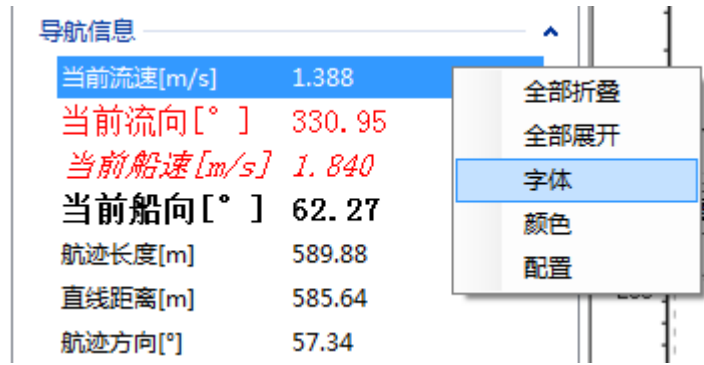 导航信息
当前流速[m/s] 1.388
当前流向[°] 330.95
当前船速[m/s] 1.840
当前船向[°] 62.27
航迹长度[m] 589.88
直线距离[m] 585.64
航迹方向[°] 57.34
全部折叠
全部展开
字体
颜色
配置